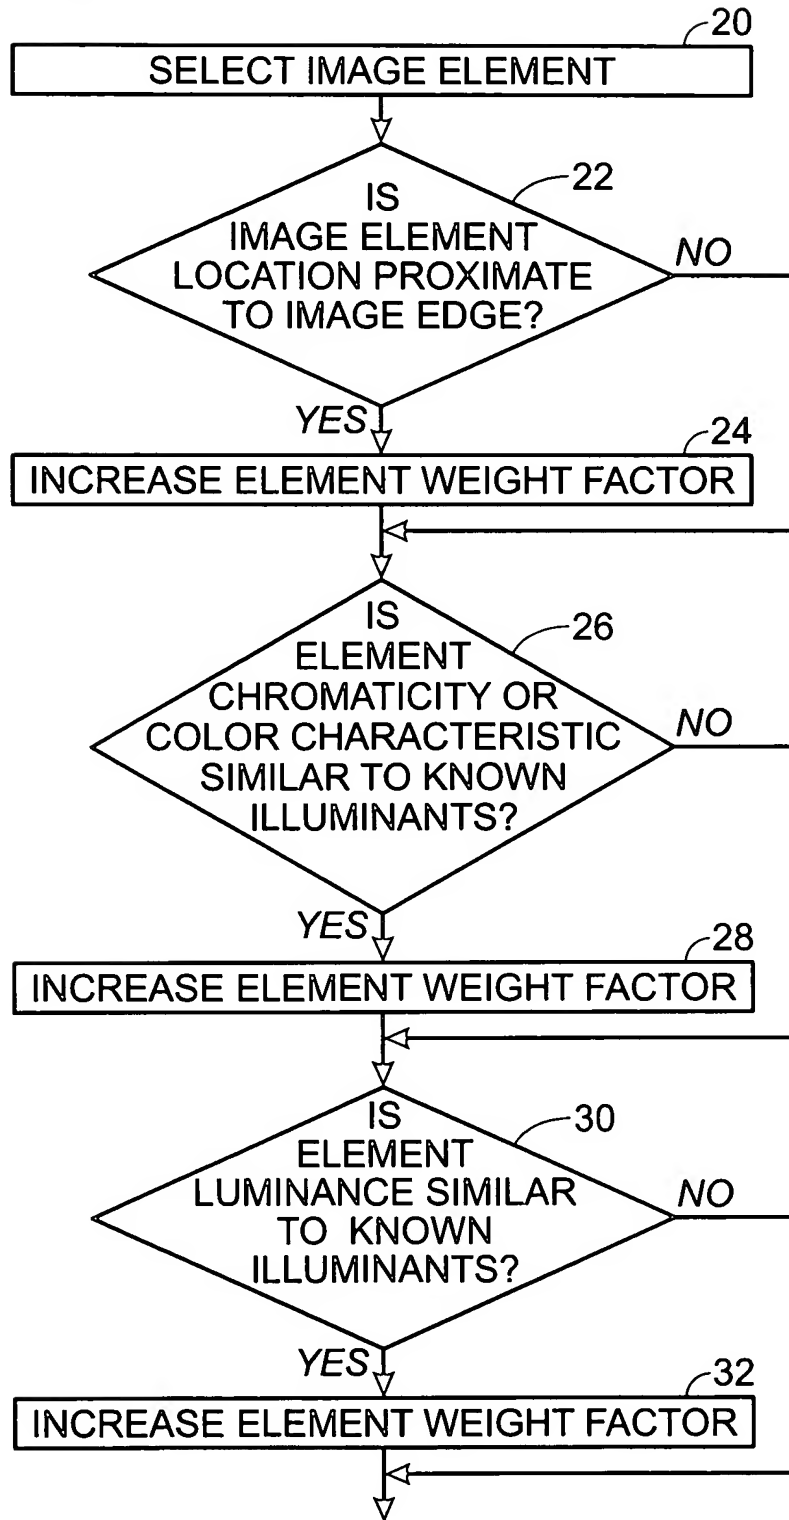 20
SELECT IMAGE ELEMENT
22
IS
IMAGE ELEMENT
LOCATION PROXIMATE
TO IMAGE EDGE?
NO
YES
24
INCREASE ELEMENT WEIGHT FACTOR
26
IS
ELEMENT
CHROMATICITY OR
COLOR CHARACTERISTIC
SIMILAR TO KNOWN
ILLUMINANTS?
NO
YES
28
INCREASE ELEMENT WEIGHT FACTOR
30
IS
ELEMENT
LUMINANCE SIMILAR
TO KNOWN
ILLUMINANTS?
NO
YES
32
INCREASE ELEMENT WEIGHT FACTOR